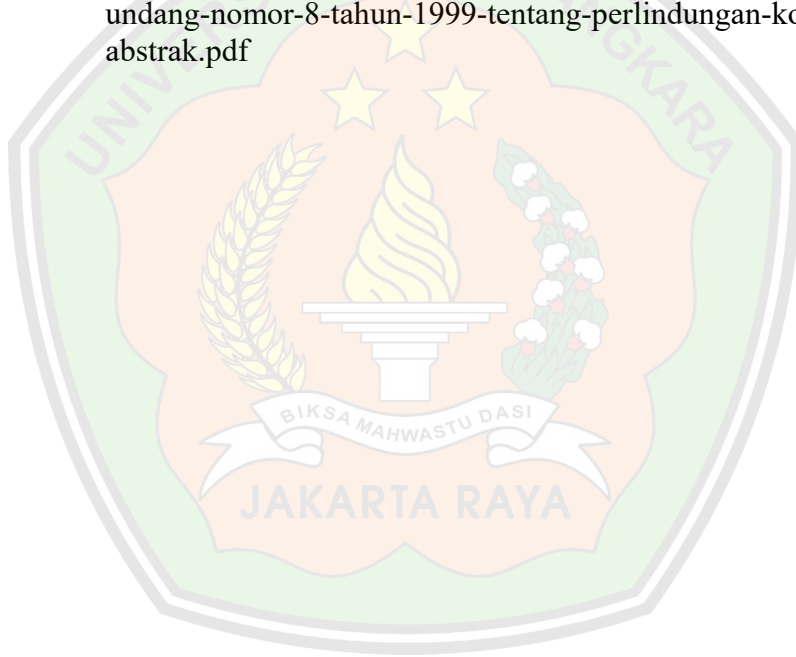 undang-nomor-8-tahun-1999-tentang-perlindungan-ko
abstrak.pdf
BIKSA MAHWASTU DASI
JAKARTA RAYA